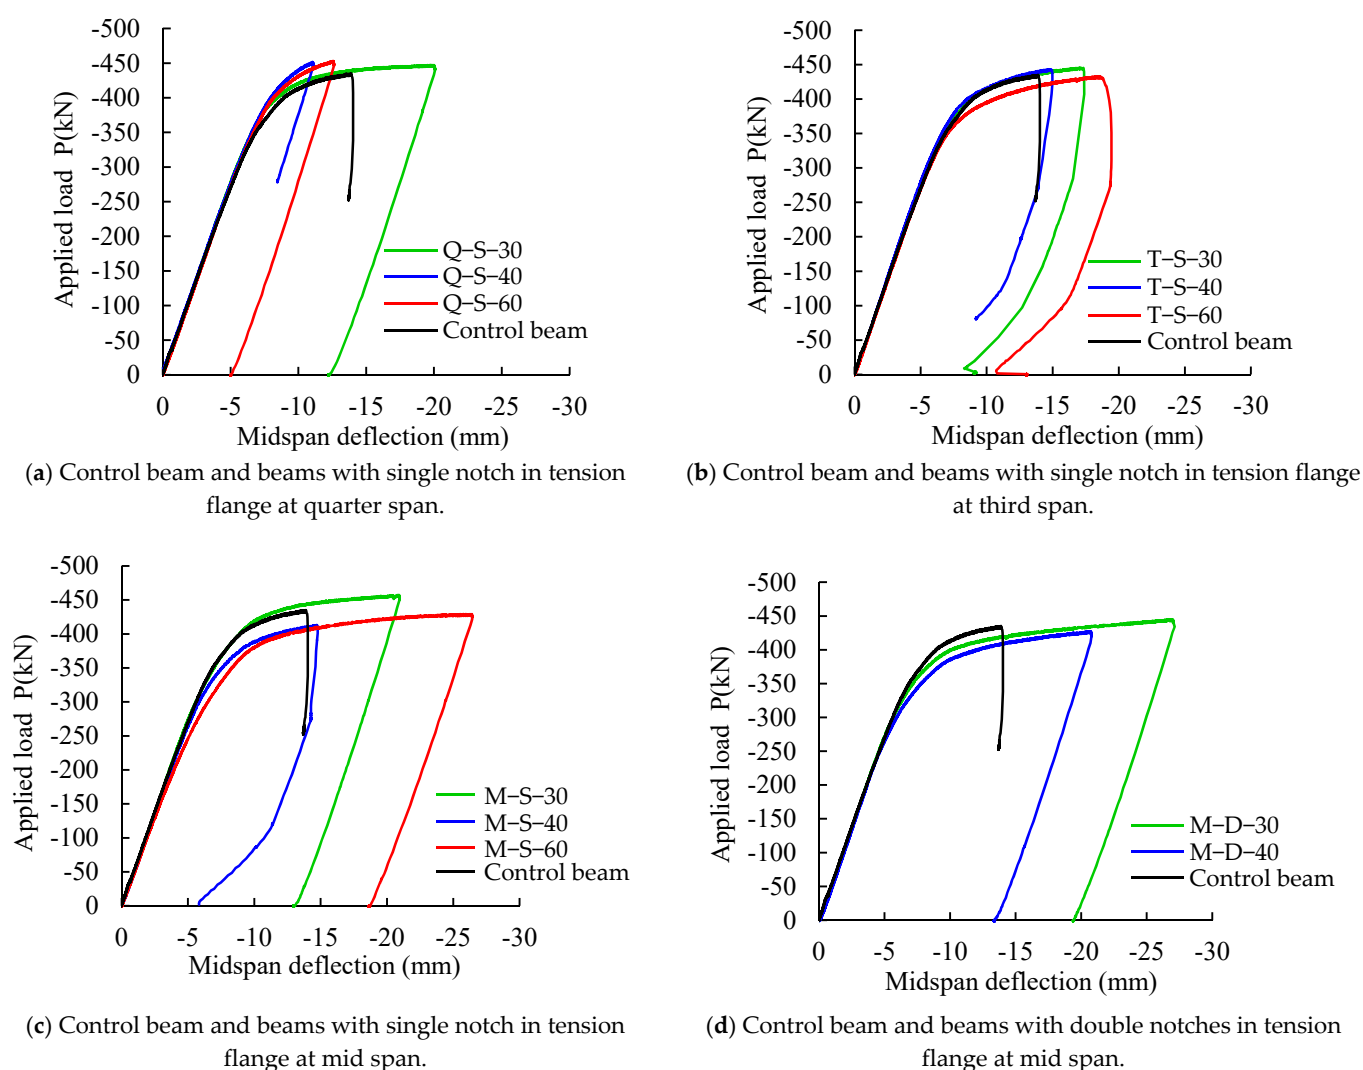 -500
-450
-400
-350
-300
-250
-200
-150
-100
-50
0
Applied load P(kN)
Q–S–30
Q–S–40
Q–S–60
Control beam
0 -5 -10 -15 -20 -25 -30
Midspan deflection (mm)
(a) Control beam and beams with single notch in tension
flange at quarter span.
-500
-450
-400
-350
-300
-250
-200
-150
-100
-50
0
Applied load P(kN)
T–S–30
T–S–40
T–S–60
Control beam
0 -5 -10 -15 -20 -25 -30
Midspan deflection (mm)
(b) Control beam and beams with single notch in tension flange
at third span.
-500
-450
-400
-350
-300
-250
-200
-150
-100
-50
0
Applied load P(kN)
M–S–30
M–S–40
M–S–60
Control beam
0 -5 -10 -15 -20 -25 -30
Midspan deflection (mm)
(c) Control beam and beams with single notch in tension
flange at mid span.
-500
-450
-400
-350
-300
-250
-200
-150
-100
-50
0
Applied load P(kN)
M–D–30
M–D–40
Control beam
0 -5 -10 -15 -20 -25 -30
Midspan deflection (mm)
(d) Control beam and beams with double notches in tension
flange at mid span.